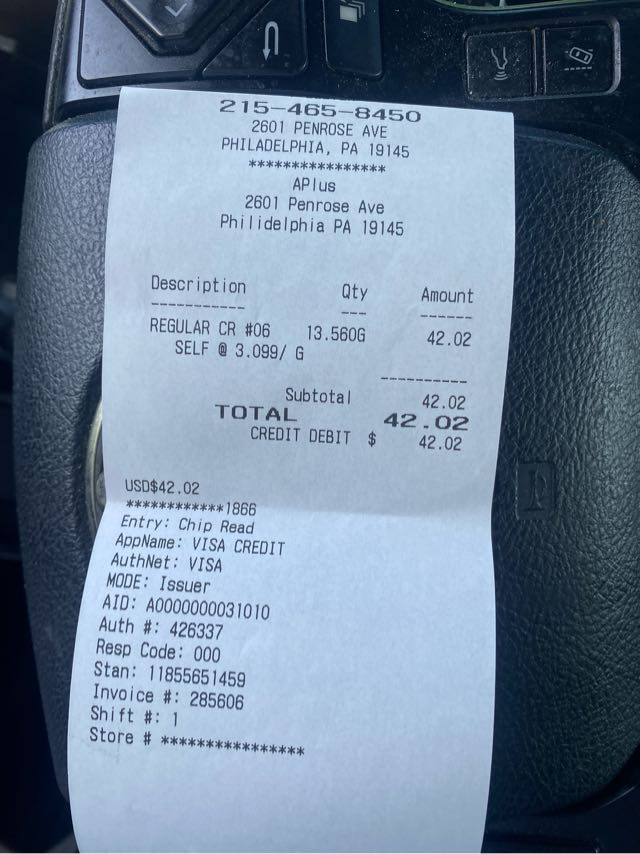 215-465-8450
2601 PENROSE AVE
PHILADELPHIA, PA 19145
****************
APlus
2601 Penrose Ave
Philidelphia PA 19145
Description Qty Amount
----------- --- ------
REGULAR CR #06 13.560G 42.02
SELF @ 3.099/ G
----------
Subtotal 42.02
TOTAL 42.02
CREDIT DEBIT $ 42.02
USD$42.02
************1866
Entry: Chip Read
AppName: VISA CREDIT
AuthNet: VISA
MODE: Issuer
AID: A0000000031010
Auth #: 426337
Resp Code: 000
Stan: 11855651459
Invoice #: 285606
Shift #: 1
Store # ****************